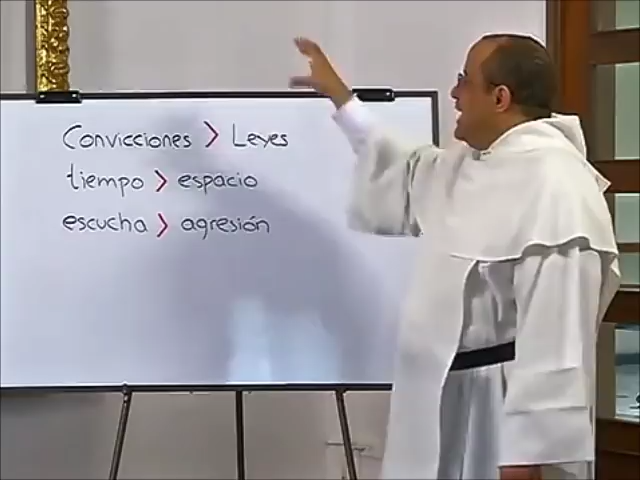 Convicciones > Leyes
tiempo > espacio
escucha > agresión